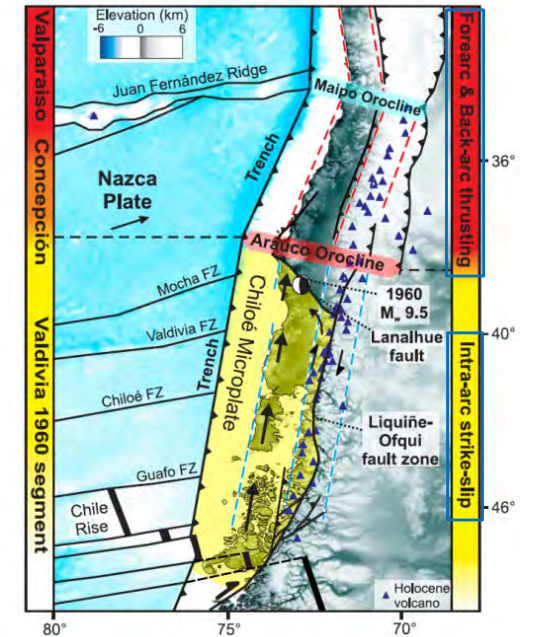 Elevation (km)
-6 0 6
Valparaiso
Concepción
Valdivia 1960 segment
Juan Fernández Ridge
Maipo Orocline
Nazca
Plate
Trench
Arauco Orocline
Mocha FZ
Valdivia FZ
Chiloé FZ
Guafo FZ
Chile
Rise
Trench
Chiloé Microplate
1960
Mw 9.5
Lanalhue
fault
Liquiñe-
Ofqui
fault zone
Holocene
volcano
Forearc & Back-arc thrusting
Intra-arc strike-slip
36°
40°
46°
80° 75° 70°